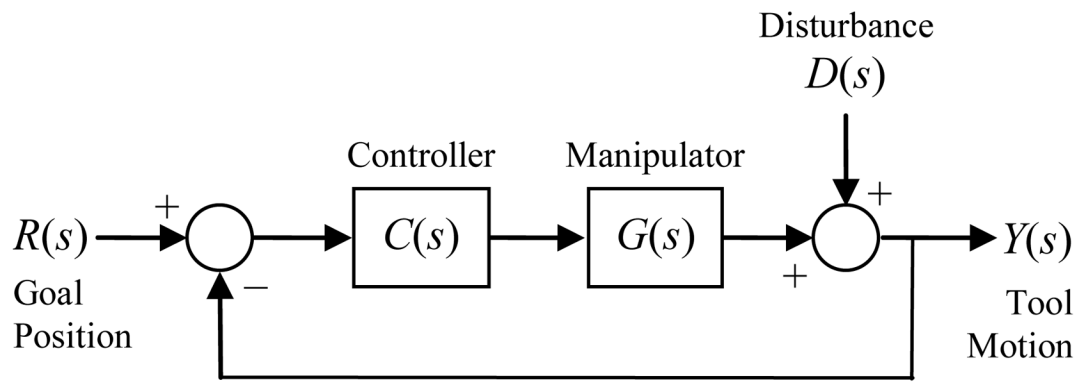 Disturbance
D(s)
Controller
Manipulator
R(s)
+
C(s)
G(s)
+
+
Y(s)
Goal
Position
−
Tool
Motion